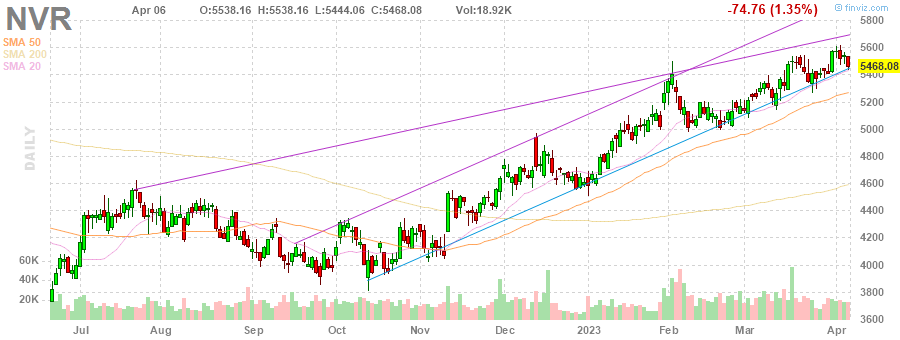 NVR Apr 06 O:5538.16 H:5538.16 L:5444.06 C:5468.08 Vol:18.92K -74.76 (1.35%) © finviz.com
SMA 50
SMA 200
SMA 20
DAILY
5800
5600
5468.08
5400
5200
5000
4800
4600
4400
4200
4000
3800
3600
60K
40K
20K
Jul Aug Sep Oct Nov Dec 2023 Feb Mar Apr